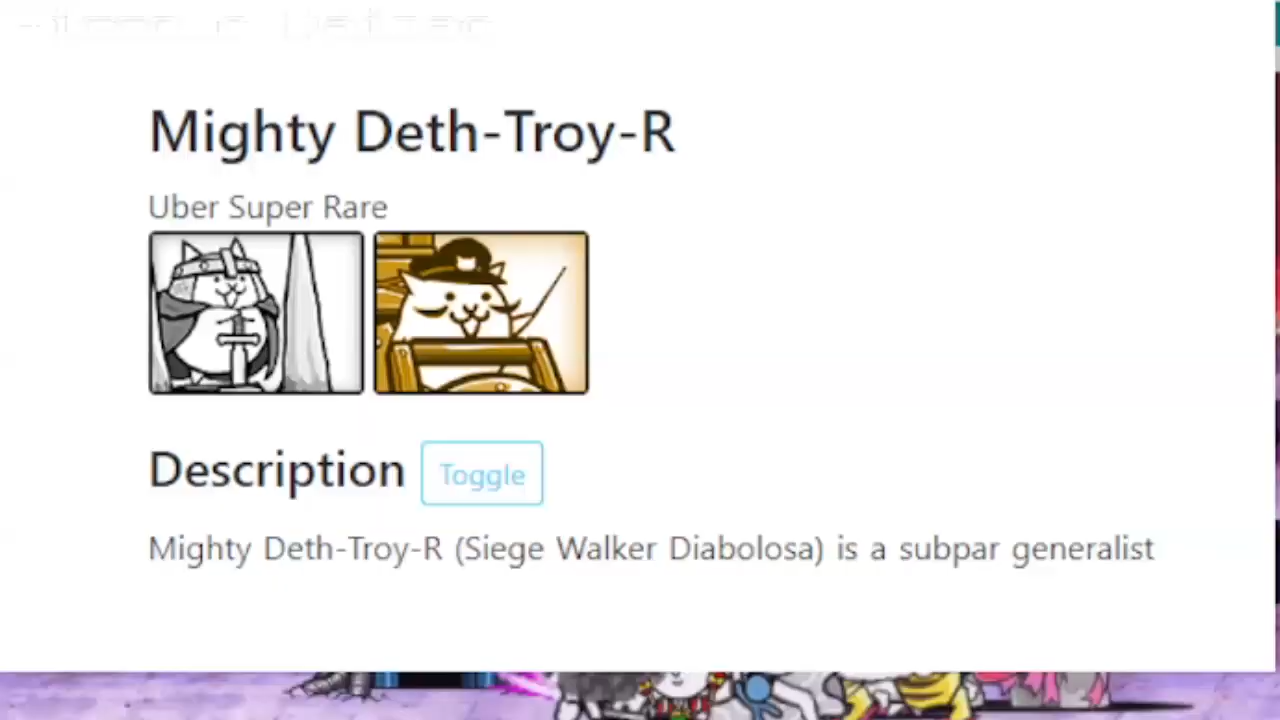 Mighty Deth-Troy-R
Uber Super Rare
Description Toggle
Mighty Deth-Troy-R (Siege Walker Diabolosa) is a subpar generalist